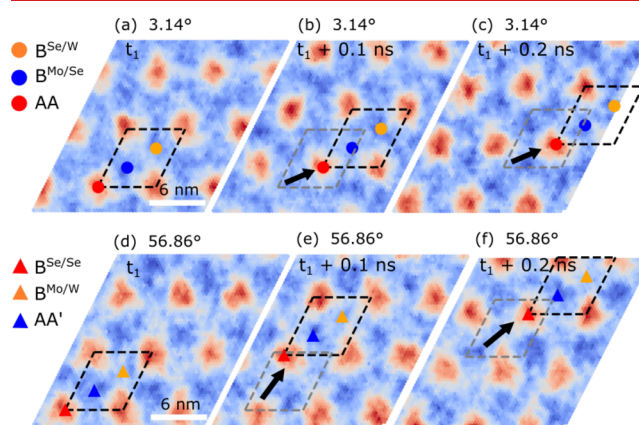 (a) 3.14°
(b) 3.14°
(c) 3.14°
t₁
t₁ + 0.1 ns
t₁ + 0.2 ns
B^Se/W
B^Mo/Se
AA
6 nm
(d) 56.86°
(e) 56.86°
(f) 56.86°
t₁
t₁ + 0.1 ns
t₁ + 0.2 ns
B^Se/Se
B^Mo/W
AA'
6 nm